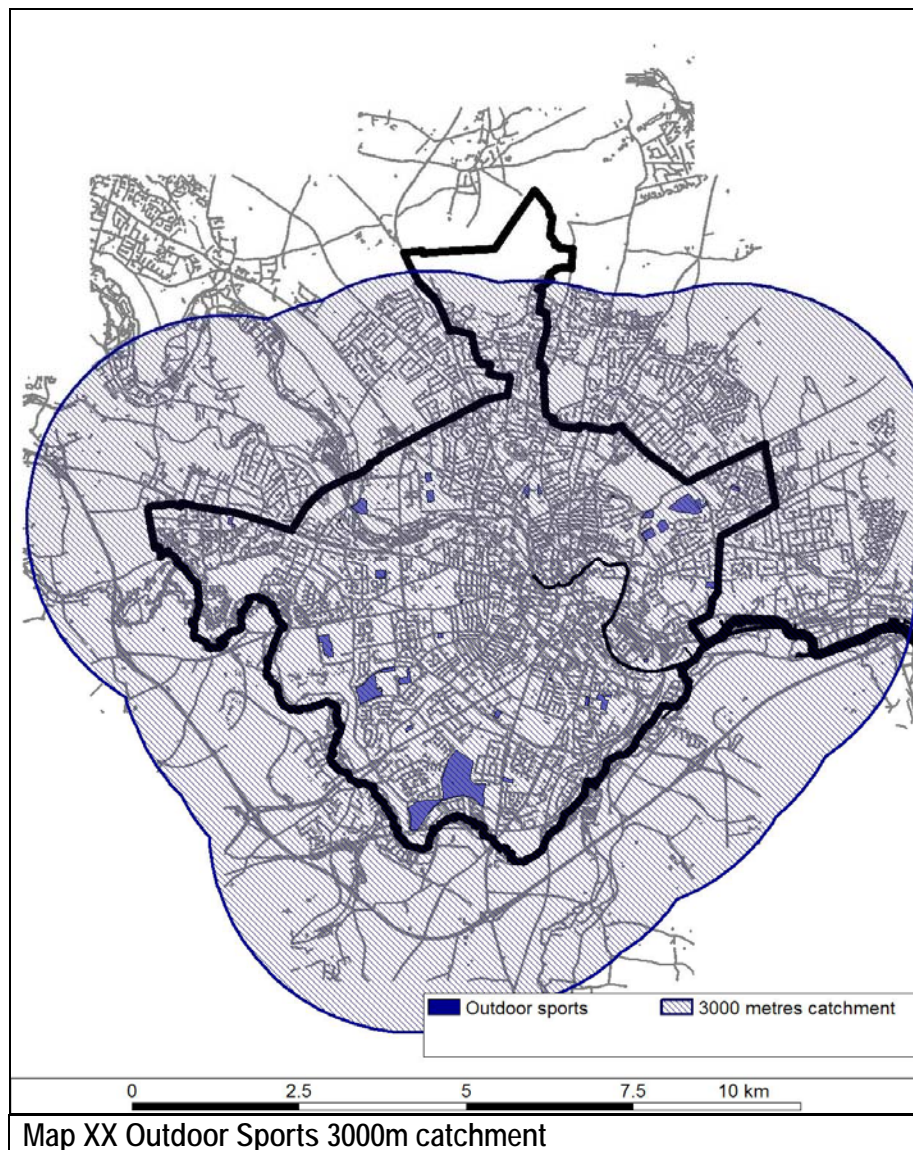 Outdoor sports 3000 metres catchment
0 2.5 5 7.5 10 km
Map XX Outdoor Sports 3000m catchment